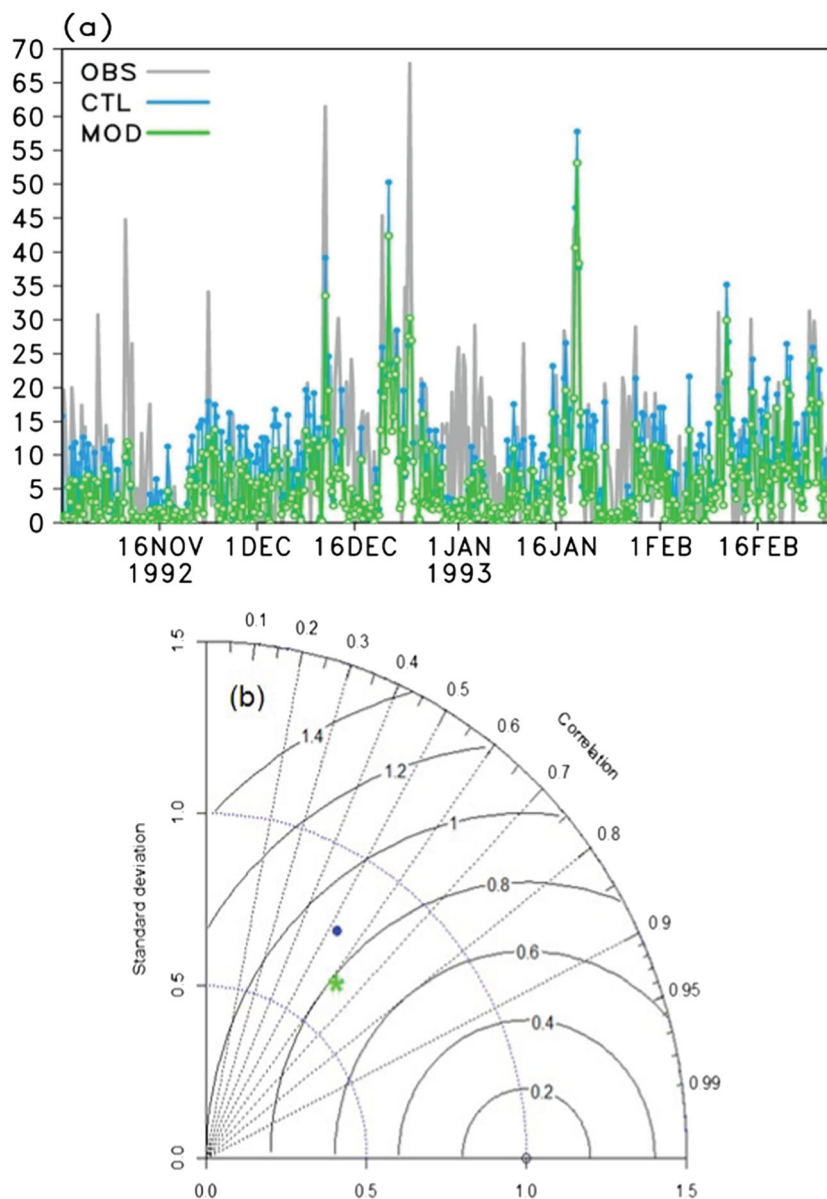 (a)
70
65
60
55
50
45
40
35
30
25
20
15
10
5
0
OBS
CTL
MOD
16NOV 1DEC 16DEC 1JAN 16JAN 1FEB 16FEB
1992 1993
(b)
Standard deviation
1.5
1.0
0.5
0.0
0.1 0.2 0.3 0.4 0.5 0.6 0.7 0.8 0.9 0.95 0.99
Correlation
1.4
1.2
1
0.8
0.6
0.4
0.2
0.0 0.5 1.0 1.5